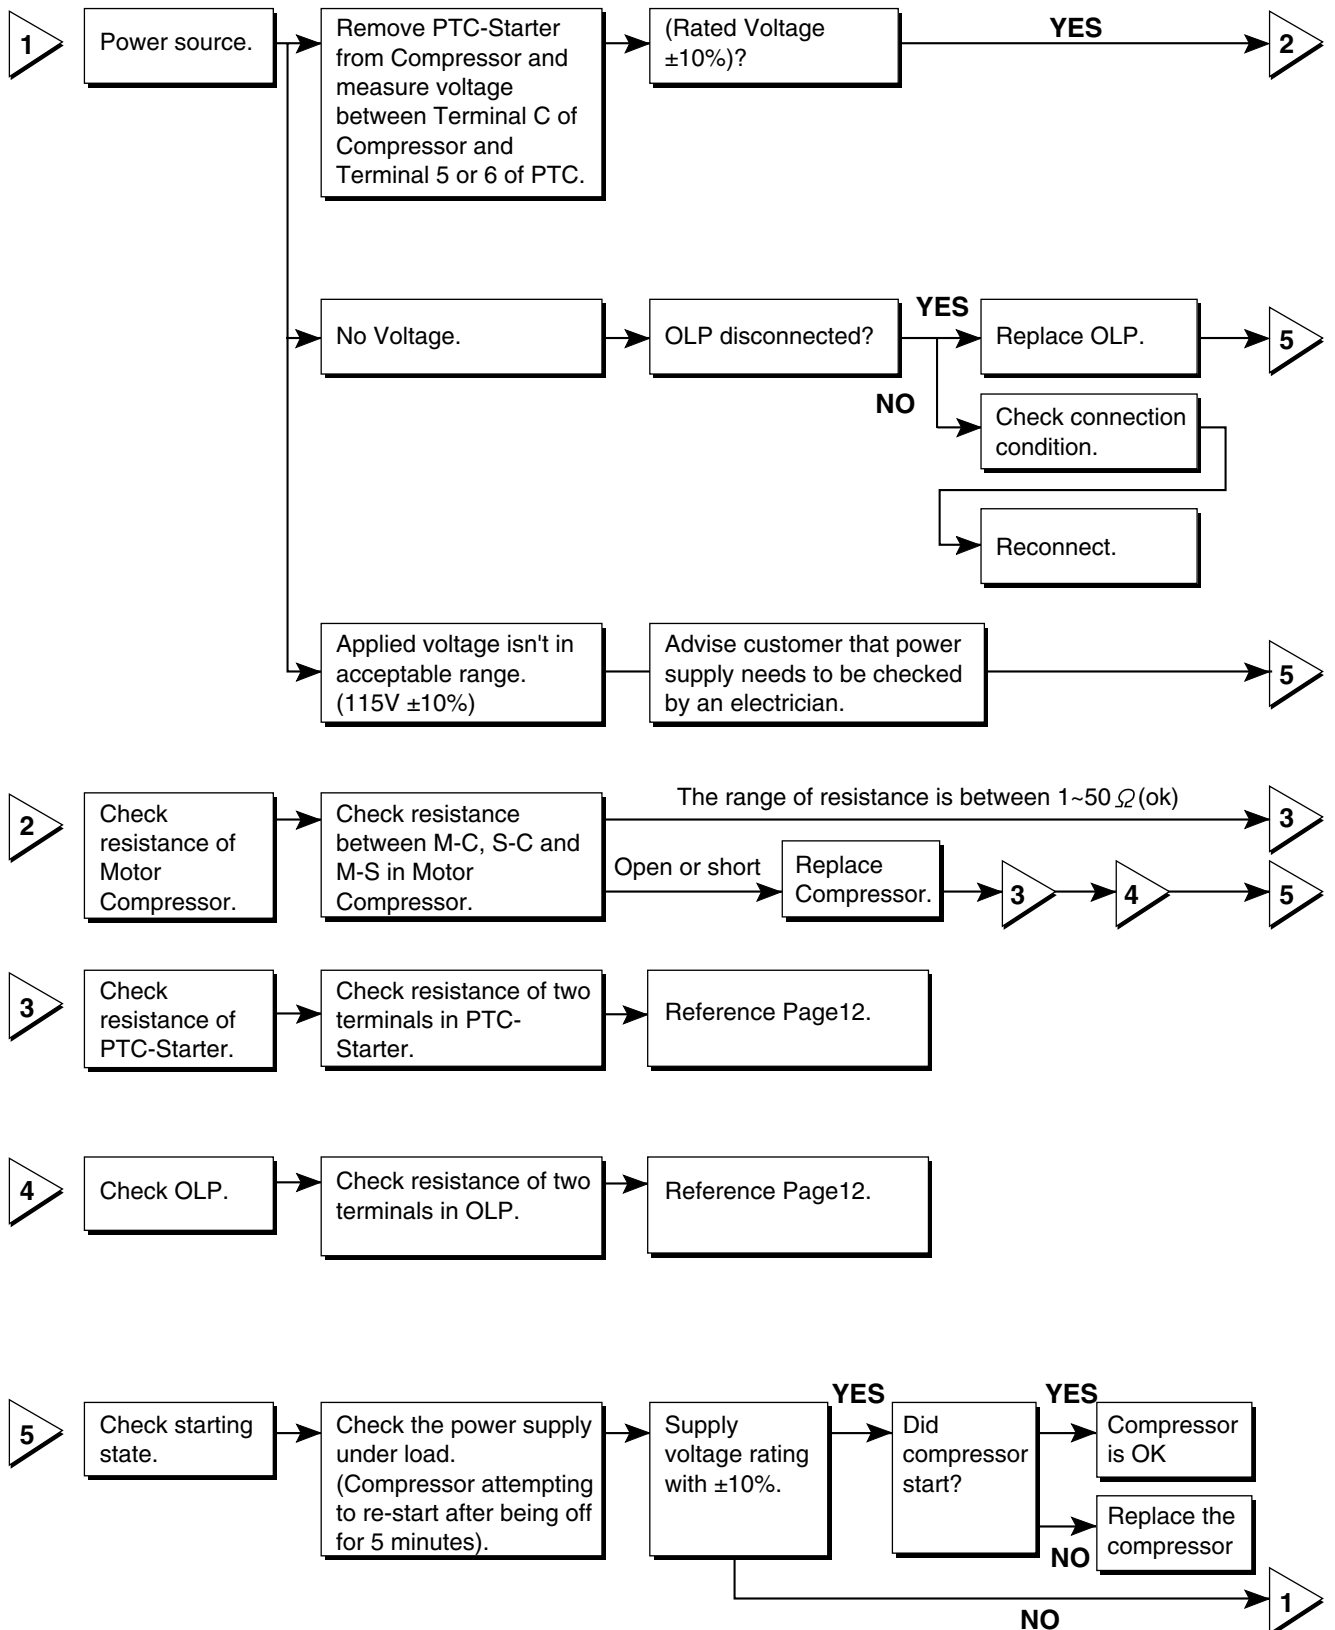 1
Power source.
Remove PTC-Starter
from Compressor and
measure voltage
between Terminal C of
Compressor and
Terminal 5 or 6 of PTC.
(Rated Voltage
±10%)?
YES
2
No Voltage.
OLP disconnected?
YES
Replace OLP.
5
NO
Check connection
condition.
Reconnect.
Applied voltage isn't in
acceptable range.
(115V ±10%)
Advise customer that power
supply needs to be checked
by an electrician.
5
2
Check
resistance of
Motor
Compressor.
Check resistance
between M-C, S-C and
M-S in Motor
Compressor.
The range of resistance is between 1~50 Ω(ok)
3
Open or short
Replace
Compressor.
3
4
5
3
Check
resistance of
PTC-Starter.
Check resistance of two
terminals in PTC-
Starter.
Reference Page12.
4
Check OLP.
Check resistance of two
terminals in OLP.
Reference Page12.
5
Check starting
state.
Check the power supply
under load.
(Compressor attempting
to re-start after being off
for 5 minutes).
Supply
voltage rating
with ±10%.
YES
Did
compressor
start?
YES
Compressor
is OK
NO
Replace the
compressor
NO
1